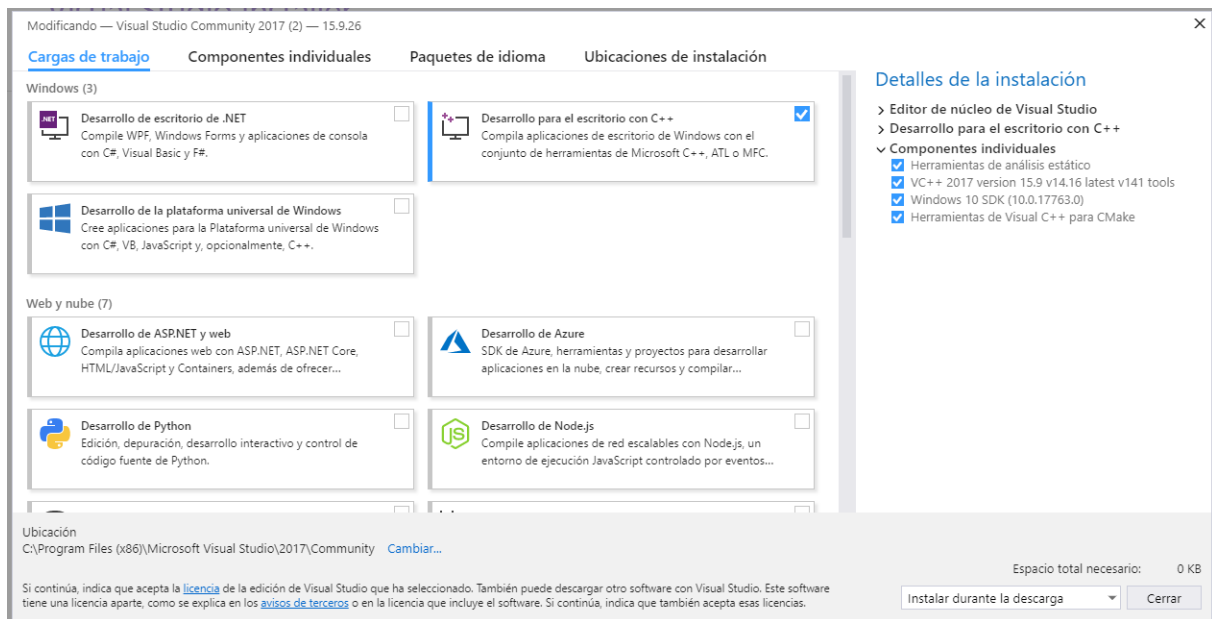 Modificando — Visual Studio Community 2017 (2) — 15.9.26
Cargas de trabajo
Componentes individuales
Paquetes de idioma
Ubicaciones de instalación
Windows (3)
.NET
Desarrollo de escritorio de .NET
Compile WPF, Windows Forms y aplicaciones de consola
con C#, Visual Basic y F#.
Desarrollo para el escritorio con C++
Compila aplicaciones de escritorio de Windows con el
conjunto de herramientas de Microsoft C++, ATL o MFC.
Desarrollo de la plataforma universal de Windows
Cree aplicaciones para la Plataforma universal de Windows
con C#, VB, JavaScript y, opcionalmente, C++.
Web y nube (7)
Desarrollo de ASP.NET y web
Compila aplicaciones web con ASP.NET, ASP.NET Core,
HTML/JavaScript y Containers, además de ofrecer...
Desarrollo de Azure
SDK de Azure, herramientas y proyectos para desarrollar
aplicaciones en la nube, crear recursos y compilar...
Desarrollo de Python
Edición, depuración, desarrollo interactivo y control de
código fuente de Python.
JS
Desarrollo de Node.js
Compile aplicaciones de red escalables con Node.js, un
entorno de ejecución JavaScript controlado por eventos...
Detalles de la instalación
Editor de núcleo de Visual Studio
Desarrollo para el escritorio con C++
Componentes individuales
Herramientas de análisis estático
VC++ 2017 version 15.9 v14.16 latest v141 tools
Windows 10 SDK (10.0.17763.0)
Herramientas de Visual C++ para CMake
Ubicación
C:\Program Files (x86)\Microsoft Visual Studio\2017\Community Cambiar...
Si continúa, indica que acepta la licencia de la edición de Visual Studio que ha seleccionado. También puede descargar otro software con Visual Studio. Este software
tiene una licencia aparte, como se explica en los avisos de terceros o en la licencia que incluye el software. Si continúa, indica que también acepta esas licencias.
Espacio total necesario: 0 KB
Instalar durante la descarga
Cerrar